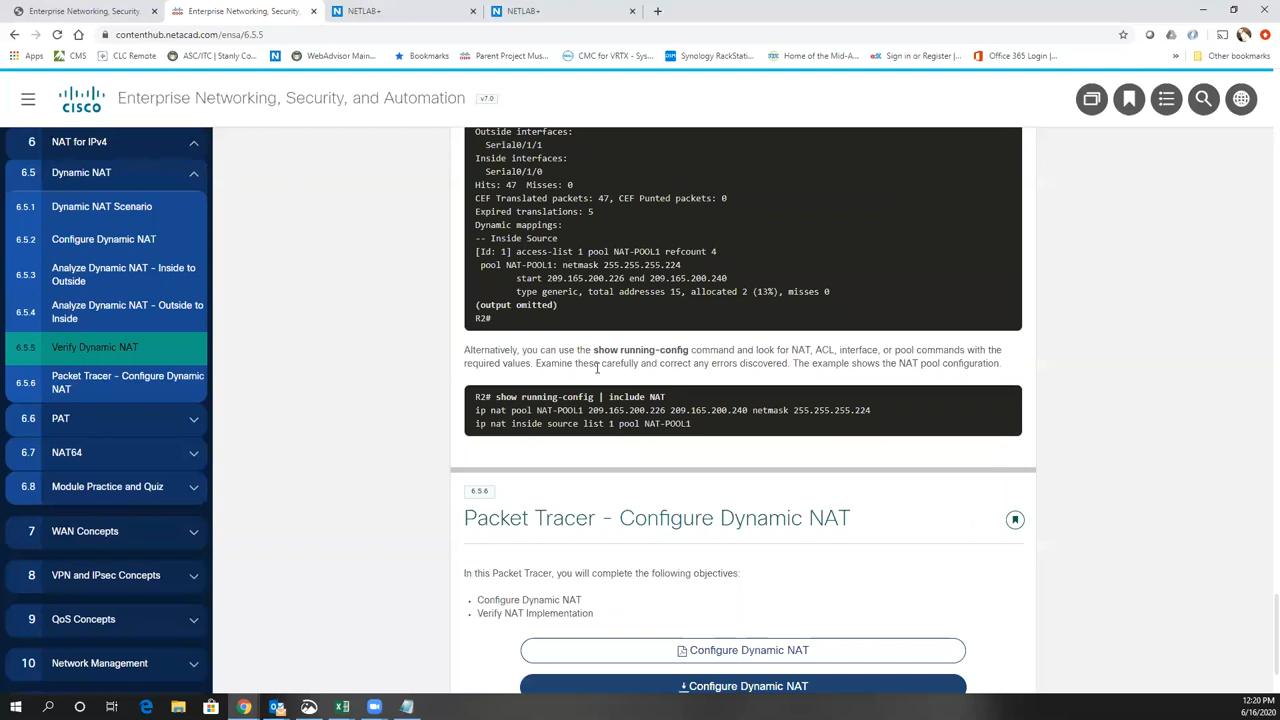 Enterprise Networking, Security,
Enterprise Networking, Security,
NETLAB+
NETLAB+
contenthub.netacad.com/ensa/6.5.5
Apps
CMS
CLC Remote
ASC/ITC | Stanly Co...
WebAdvisor Main...
Bookmarks
Parent Project Mus...
CMC for VRTX - Sys...
Synology RackStati...
Home of the Mid-A...
Sign in or Register |...
Office 365 Login |...
»
Other bookmarks
CISCO
Enterprise Networking, Security, and Automation
v7.0
6 NAT for IPv4
6.5 Dynamic NAT
6.5.1 Dynamic NAT Scenario
6.5.2 Configure Dynamic NAT
6.5.3 Analyze Dynamic NAT - Inside to
Outside
6.5.4 Analyze Dynamic NAT - Outside to
Inside
6.5.5 Verify Dynamic NAT
6.5.6 Packet Tracer - Configure Dynamic
NAT
6.6 PAT
6.7 NAT64
6.8 Module Practice and Quiz
7 WAN Concepts
8 VPN and IPsec Concepts
9 QoS Concepts
10 Network Management
Outside interfaces:
Serial0/1/1
Inside interfaces:
Serial0/1/0
Hits: 47 Misses: 0
CEF Translated packets: 47, CEF Punted packets: 0
Expired translations: 5
Dynamic mappings:
-- Inside Source
[Id: 1] access-list 1 pool NAT-POOL1 refcount 4
pool NAT-POOL1: netmask 255.255.255.224
start 209.165.200.226 end 209.165.200.240
type generic, total addresses 15, allocated 2 (13%), misses 0
(output omitted)
R2#
Alternatively, you can use the show running-config command and look for NAT, ACL, interface, or pool commands with the
required values. Examine these carefully and correct any errors discovered. The example shows the NAT pool configuration.
R2# show running-config | include NAT
ip nat pool NAT-POOL1 209.165.200.226 209.165.200.240 netmask 255.255.255.224
ip nat inside source list 1 pool NAT-POOL1
6.5.6
Packet Tracer - Configure Dynamic NAT
In this Packet Tracer, you will complete the following objectives:
• Configure Dynamic NAT
• Verify NAT Implementation
Configure Dynamic NAT
Configure Dynamic NAT
12:20 PM
6/16/2020